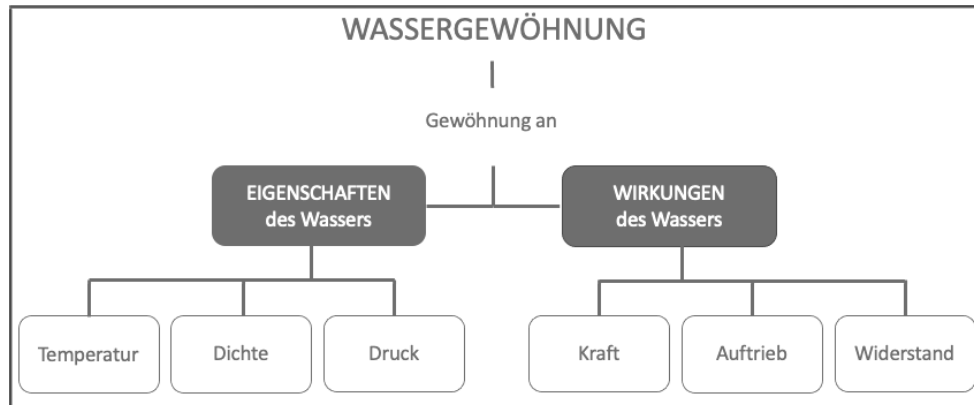 WASSERGEWÖHNUNG
Gewöhnung an
EIGENSCHAFTEN
des Wassers
WIRKUNGEN
des Wassers
Temperatur
Dichte
Druck
Kraft
Auftrieb
Widerstand